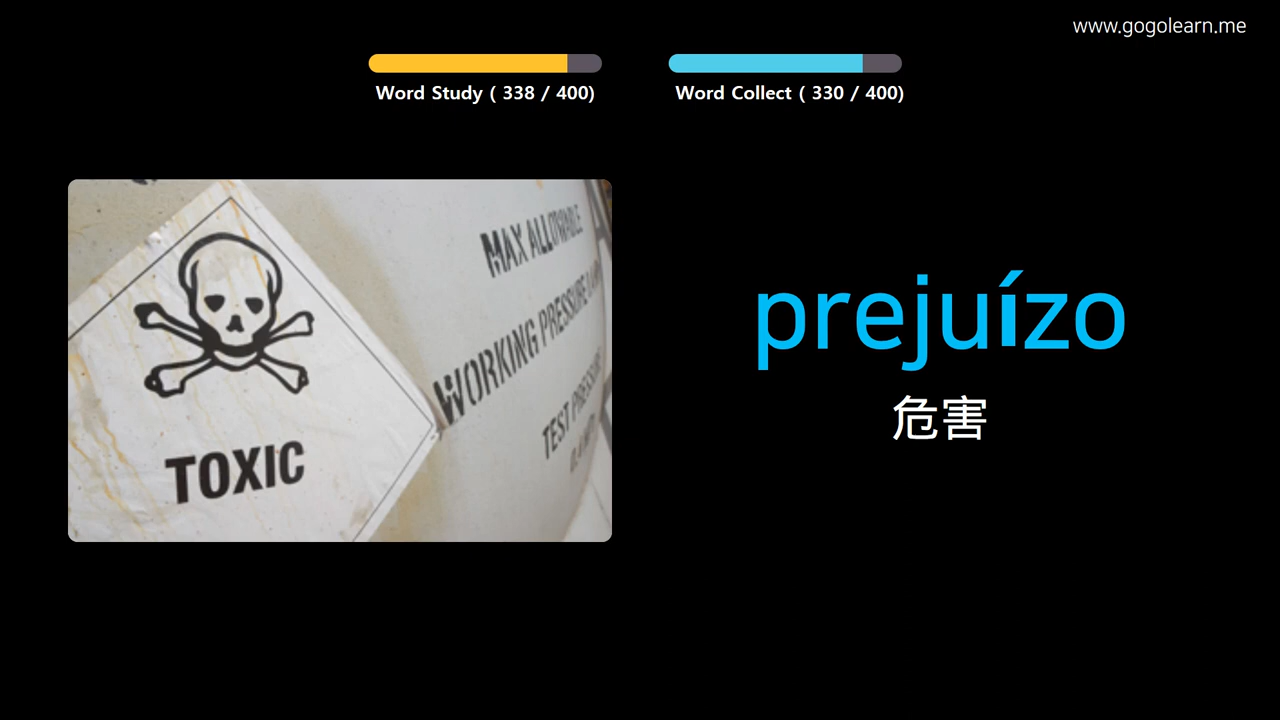 www.gogolearn.me
Word Study ( 338 / 400)
Word Collect ( 330 / 400)
MAX ALLOWABLE
WORKING PRESSURE
TEST PRESSURE
TOXIC
prejuízo
危害